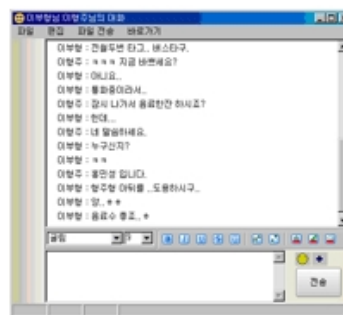 이부형님 이형주님의 대화
파일 편집 파일 전송 바로가기
이부형 : 전철두번 타그.. 버스타구.
이형주 : ㅋㅋㅋ 지금 바쁘세요?
이부형 : 아니요..
이부형 : 통화중이라서..
이형주 : 잠시 나가서 음료한잔 하시죠?
이부형 : 헌데...
이형주 : 네 말씀하세요.
이부형 : 누구신지?
이부형 : ㅋㅋ
이형주 : 홍민성 입니다.
이부형 : 형주형 아뒤를 ..도용하시구..
이부형 : 앙..ㅎㅎ
이부형 : 음료수 좋죠..ㅎ
굴림 9
전송